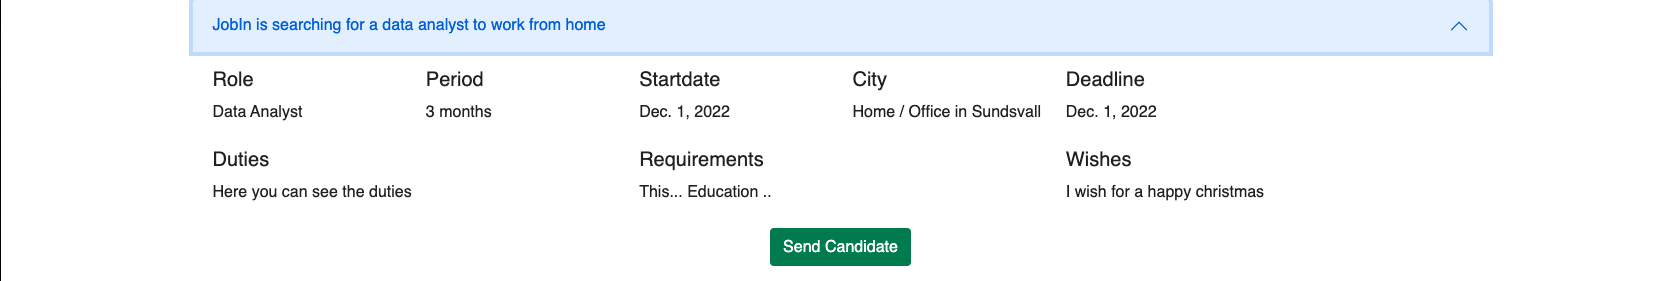 JobIn is searching for a data analyst to work from home
Role Period Startdate City Deadline
Data Analyst 3 months Dec. 1, 2022 Home / Office in Sundsvall Dec. 1, 2022
Duties Requirements Wishes
Here you can see the duties This... Education .. I wish for a happy christmas
Send Candidate